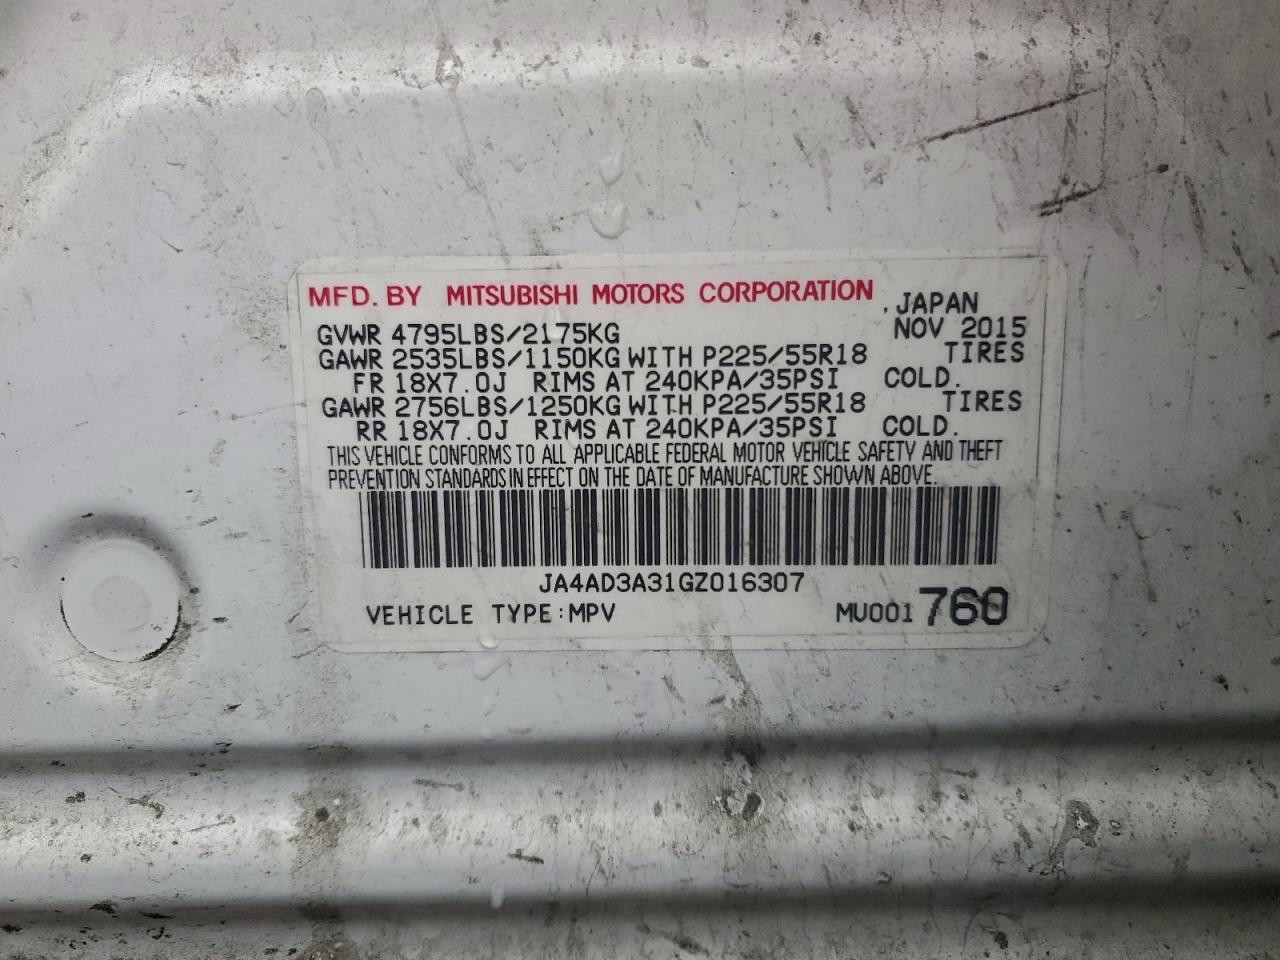 MFD. BY MITSUBISHI MOTORS CORPORATION , JAPAN
GVWR 4795LBS/2175KG NOV 2015
GAWR 2535LBS/1150KG WITH P225/55R18 TIRES
FR 18X7.0J RIMS AT 240KPA/35PSI COLD.
GAWR 2756LBS/1250KG WITH P225/55R18 TIRES
RR 18X7.0J RIMS AT 240KPA/35PSI COLD.
THIS VEHICLE CONFORMS TO ALL APPLICABLE FEDERAL MOTOR VEHICLE SAFETY AND THEFT
PREVENTION STANDARDS IN EFFECT ON THE DATE OF MANUFACTURE SHOWN ABOVE.
JA4AD3A31GZ016307
VEHICLE TYPE:MPV MU001760